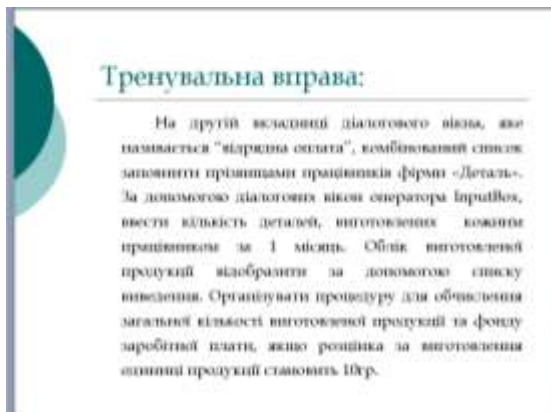 Тренувальна вправа:
На другій вкладинці діалогового вікна, яке
називається "відрядна оплата", комбінований список
заповнити прізвищами працівників фірми «Деталь».
За допомогою діалогових вікон оператора InputBox,
ввести кількість деталей, виготовлених кожним
працівником за 1 місяць. Облік виготовленої
продукції відобразити за допомогою списку
виведення. Організувати процедуру для обчислення
загальної кількості виготовленої продукції та фонду
заробітної плати, якщо розцінка за виготовлення
одиниці продукції становить 10гр.